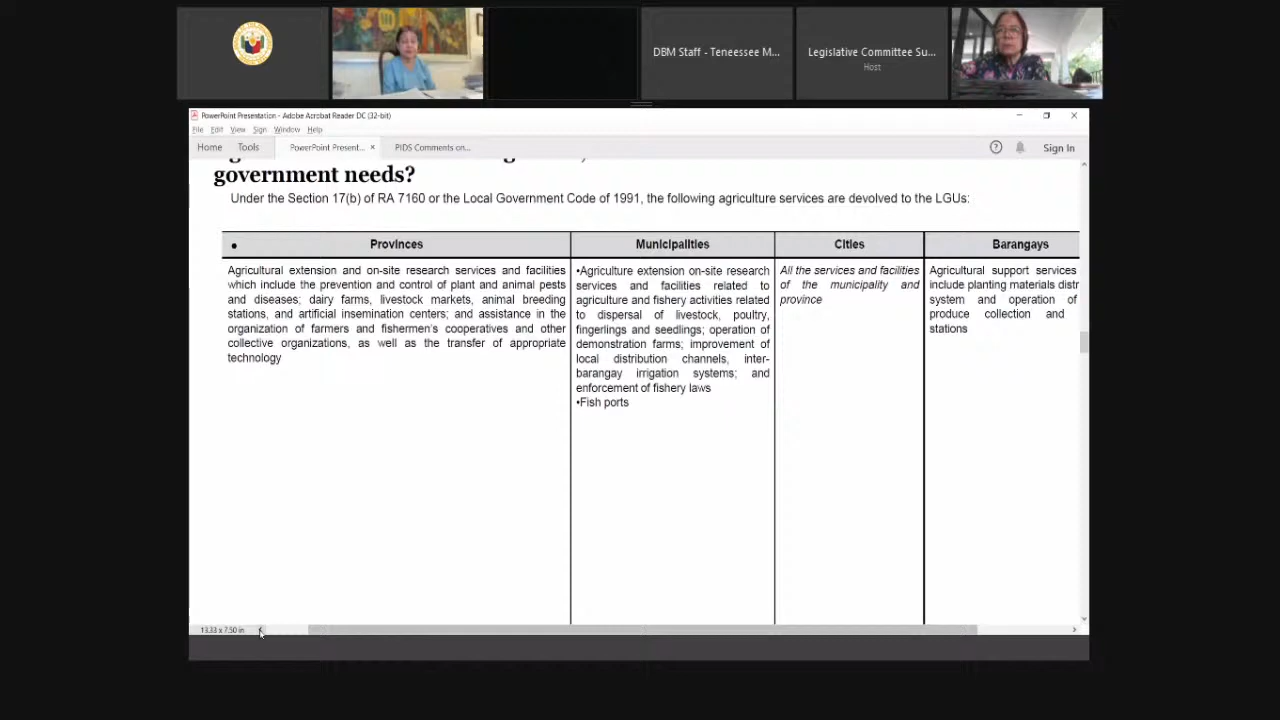 DBM Staff - Teneessee M...
Legislative Committee Su...
Host
PowerPoint Presentation - Adobe Acrobat Reader DC (32-bit)
File Edit View Sign Window Help
Home Tools PowerPoint Present... × PIDS Comments on... Sign In
government needs?
Under the Section 17(b) of RA 7160 or the Local Government Code of 1991, the following agriculture services are devolved to the LGUs:
• Provinces
Agricultural extension and on-site research services and facilities
which include the prevention and control of plant and animal pests
and diseases; dairy farms, livestock markets, animal breeding
stations, and artificial insemination centers; and assistance in the
organization of farmers and fishermen's cooperatives and other
collective organizations, as well as the transfer of appropriate
technology
Municipalities
•Agriculture extension on-site research
services and facilities related to
agriculture and fishery activities related
to dispersal of livestock, poultry,
fingerlings and seedlings; operation of
demonstration farms; improvement of
local distribution channels, inter-
barangay irrigation systems; and
enforcement of fishery laws
•Fish ports
Cities
All the services and facilities
of the municipality and
province
Barangays
Agricultural support services
include planting materials distr
system and operation of
produce collection and
stations
13.33 x 7.50 in